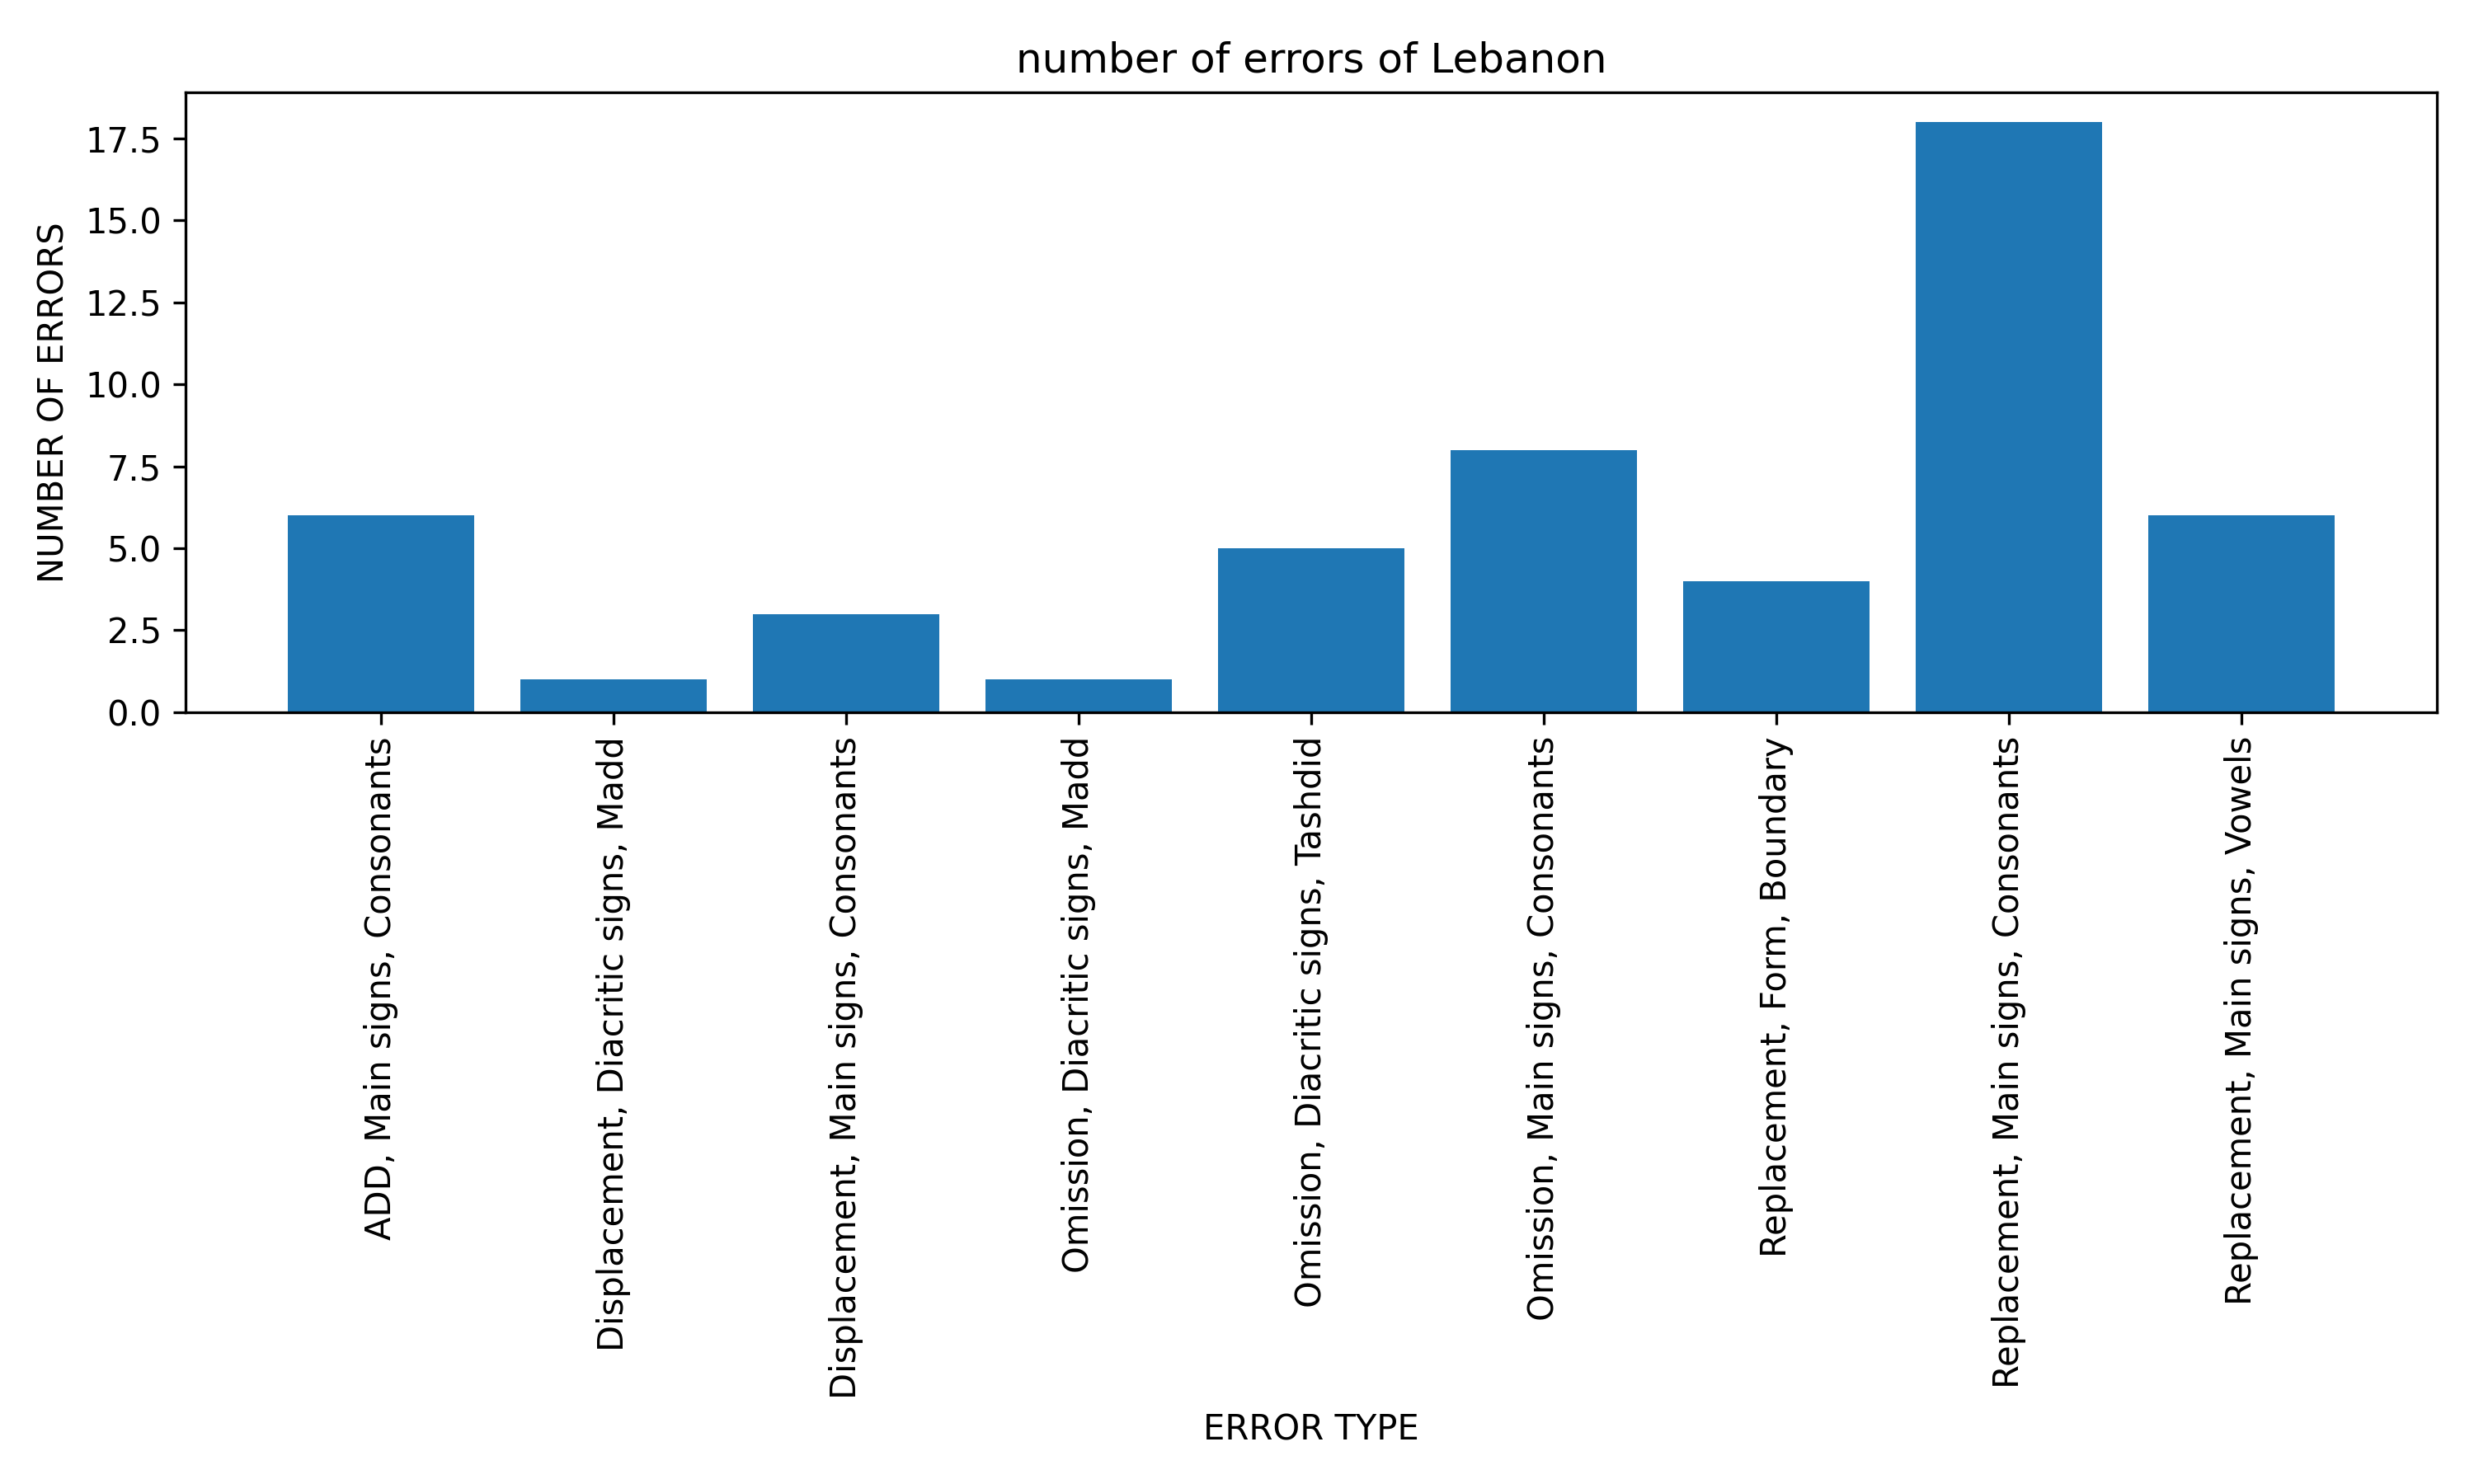 number of errors of Lebanon
NUMBER OF ERRORS
17.5
15.0
12.5
10.0
7.5
5.0
2.5
0.0
ADD, Main signs, Consonants
Displacement, Diacritic signs, Madd
Displacement, Main signs, Consonants
Omission, Diacritic signs, Madd
Omission, Diacritic signs, Tashdid
Omission, Main signs, Consonants
Replacement, Form, Boundary
Replacement, Main signs, Consonants
Replacement, Main signs, Vowels
ERROR TYPE